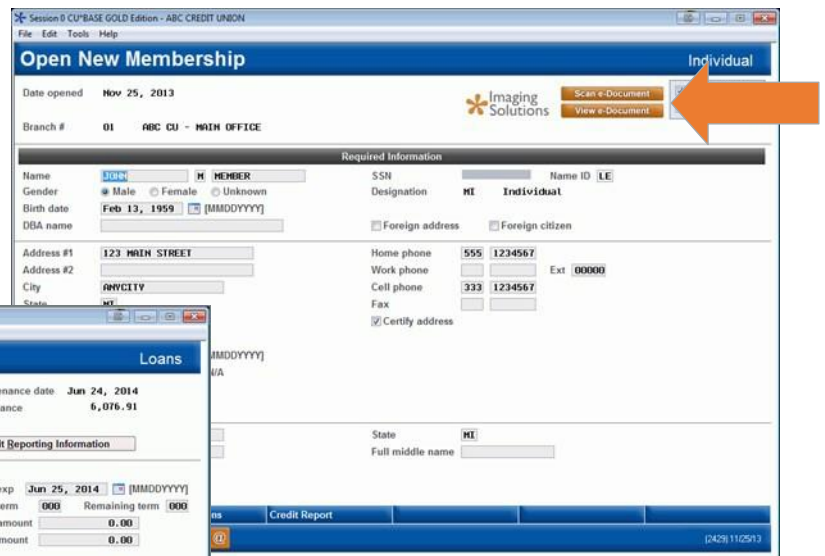 Session 0 CU*BASE GOLD Edition - ABC CREDIT UNION
File Edit Tools Help
Open New Membership Individual
Date opened Nov 25, 2013
Imaging Solutions
Scan e-Document
View e-Document
Branch # 01 ABC CU - MAIN OFFICE
Required Information
Name JOHN M MEMBER SSN Name ID LE
Gender Male Female Unknown Designation MI Individual
Birth date Feb 13, 1959 [MMDDYYYY]
DBA name Foreign address Foreign citizen
Address #1 123 MAIN STREET Home phone 555 1234567
Address #2 Work phone Ext 00000
City ANYCITY Cell phone 333 1234567
State MI Fax
Certify address
Loans
MMDDYYYY]
N/A
enance date Jun 24, 2014
ance 6,076.91
it Reporting Information
State MI
Full middle name
exp Jun 25, 2014 [MMDDYYYY]
erm 000 Remaining term 000
amount 0.00
mount 0.00
ns Credit Report
@
(2429) 11/25/13